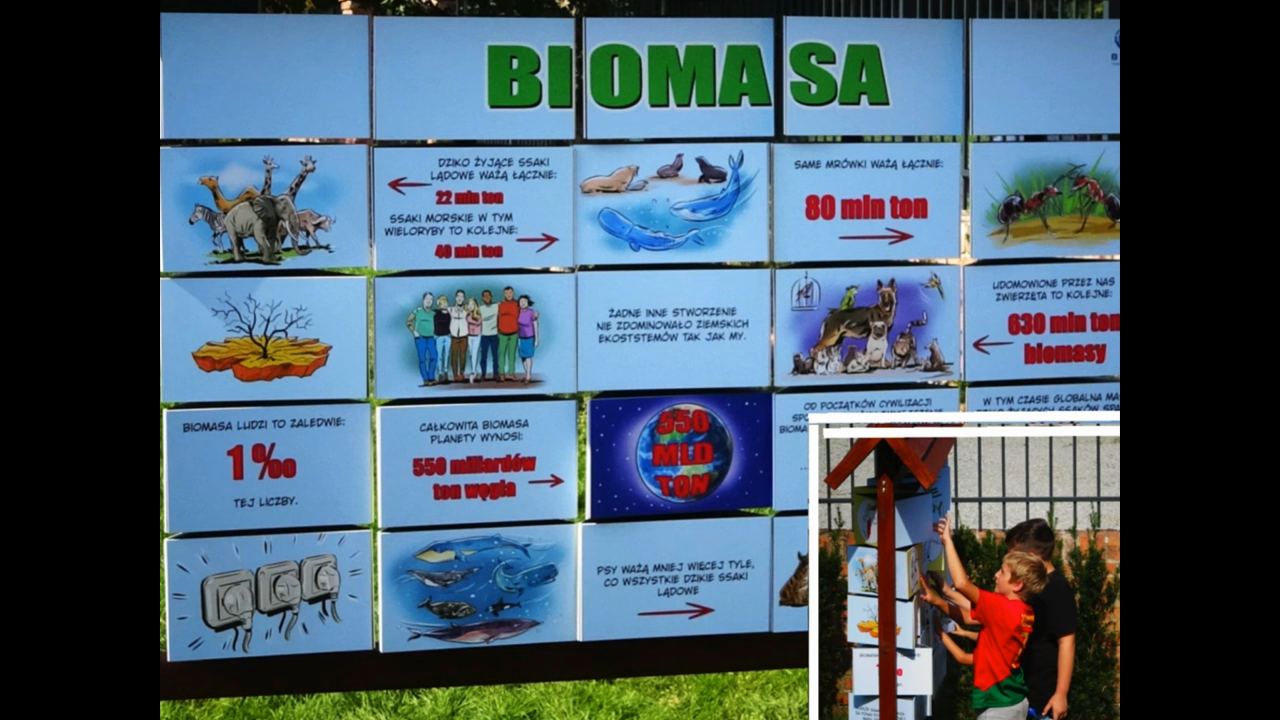 BIOMASA
DZIKO ŻYJĄCE SSAKI
LĄDOWE WAŻĄ ŁĄCZNIE:
22 mln ton
SSAKI MORSKIE W TYM
WIELORYBY TO KOLEJNE:
40 mln ton
SAME MRÓWKI WAŻĄ ŁĄCZNIE:
80 mln ton
ŻADNE INNE STWORZENIE
NIE ZDOMINOWAŁO ZIEMSKICH
EKOSTSTEMÓW TAK JAK MY.
UDOMOWIONE PRZEZ NAS
ZWIERZĘTA TO KOLEJNE:
630 mln ton
biomasy
BIOMASA LUDZI TO ZALEDWIE:
1‰
TEJ LICZBY.
CAŁKOWITA BIOMASA
PLANETY WYNOSI:
550 miliardów
ton węgla
550
MLD
TON
OD POCZĄTKÓW CYWILIZACJI
W TYM CZASIE GLOBALNA
PSY WAŻĄ MNIEJ WIĘCEJ TYLE,
CO WSZYSTKIE DZIKIE SSAKI
LĄDOWE